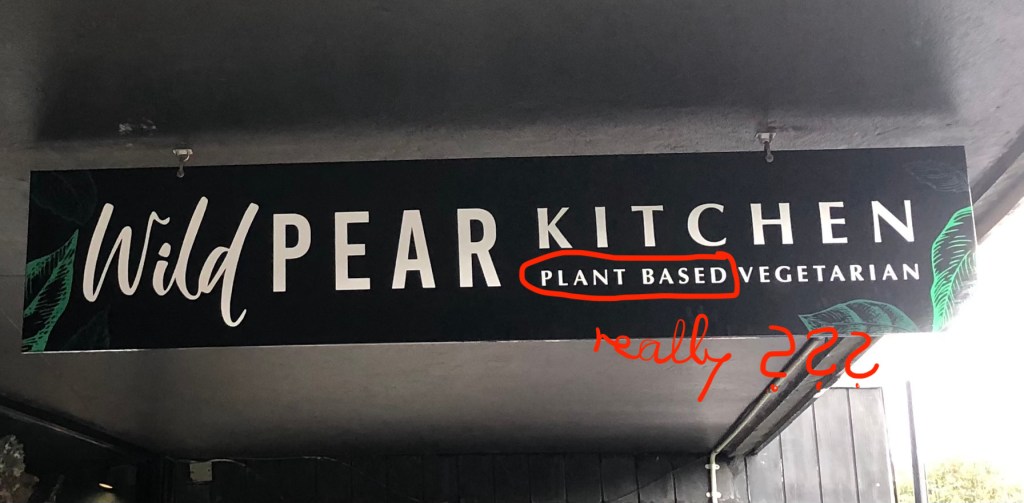 Wild PEAR KITCHEN
PLANT BASED VEGETARIAN
really ???